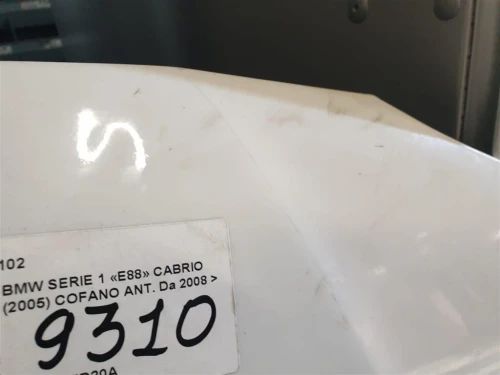 102
BMW SERIE 1 «E88» CABRIO
(2005) COFANO ANT. Da 2008 >
9310